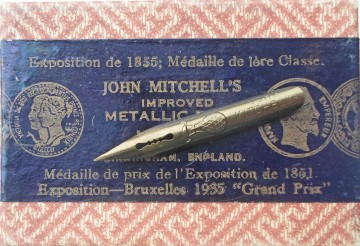 Exposition de 1855; Médaille de 1ère Classe.
JOHN MITCHELL'S
IMPROVED
METALLIC
ENGLAND.
Médaille de prix de l'Exposition de 1851
Exposition—Bruxelles 1935 "Grand Prix"
EMPEREUR